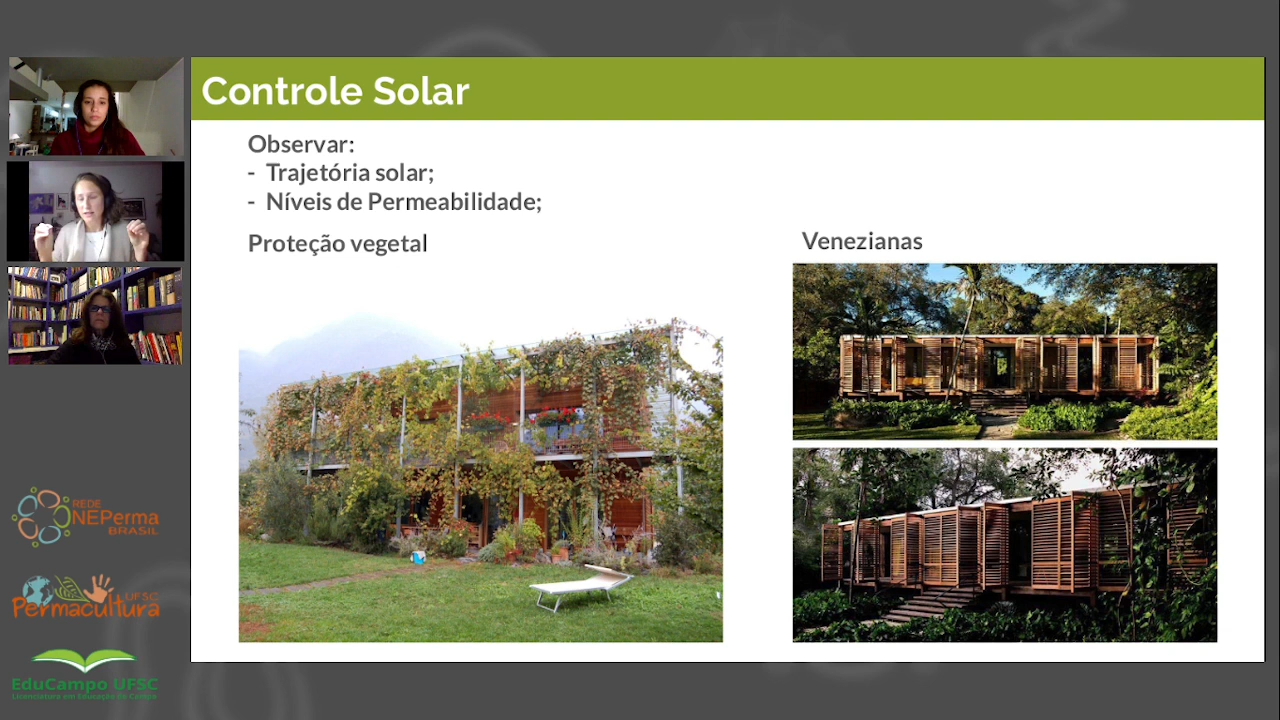 Controle Solar
Observar:
- Trajetória solar;
- Níveis de Permeabilidade;
Proteção vegetal
Venezianas
REDE
NEPerma
BRASIL
UFSC
Permacultura
EduCampo UFSC
Licenciatura em Educação do Campo